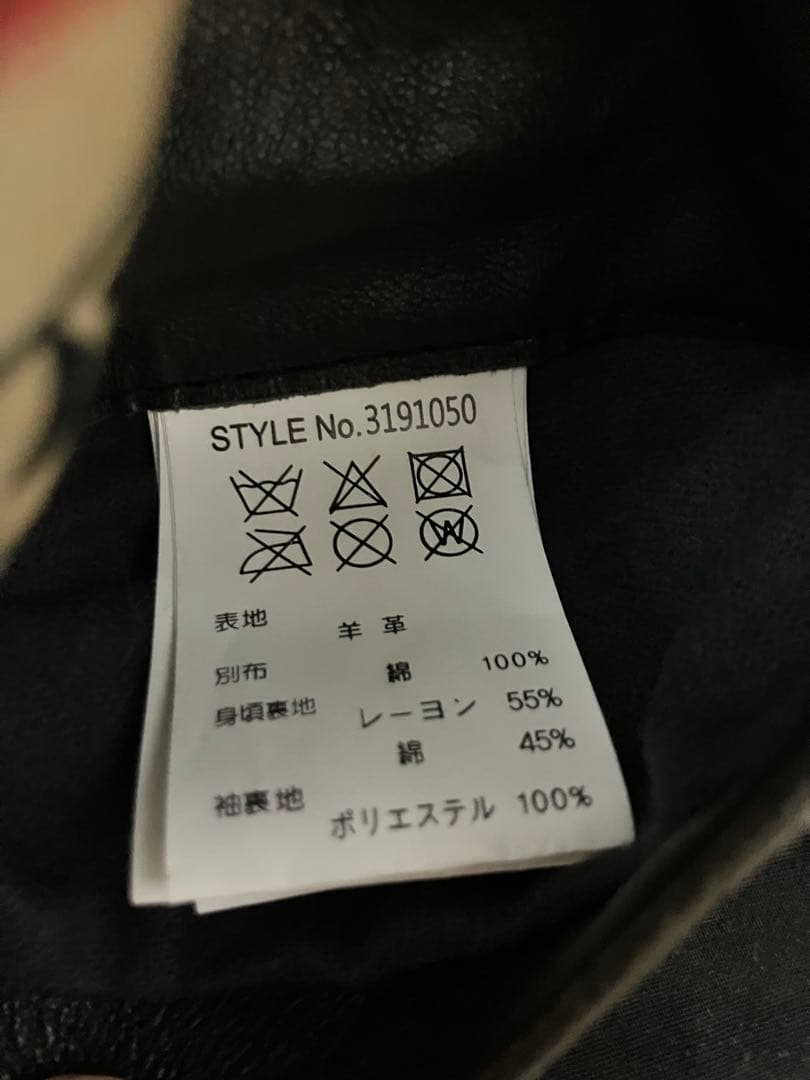 STYLE No.3191050
W
表地 羊革
別布 綿 100%
身頃裏地 レーヨン 55%
綿 45%
袖裏地 ポリエステル 100%